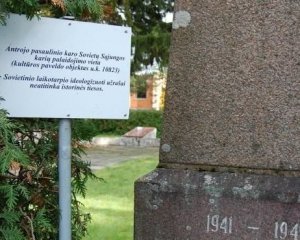 Antrojo pasaulinio karo Sovietų Sąjungos
karių palaidojimo vieta
(kultūros paveldo objektas u.k. 10823)
Sovietinio laikotarpio ideologizuoti užrašai
neatitinka istorinės tiesos.
1941 – 194